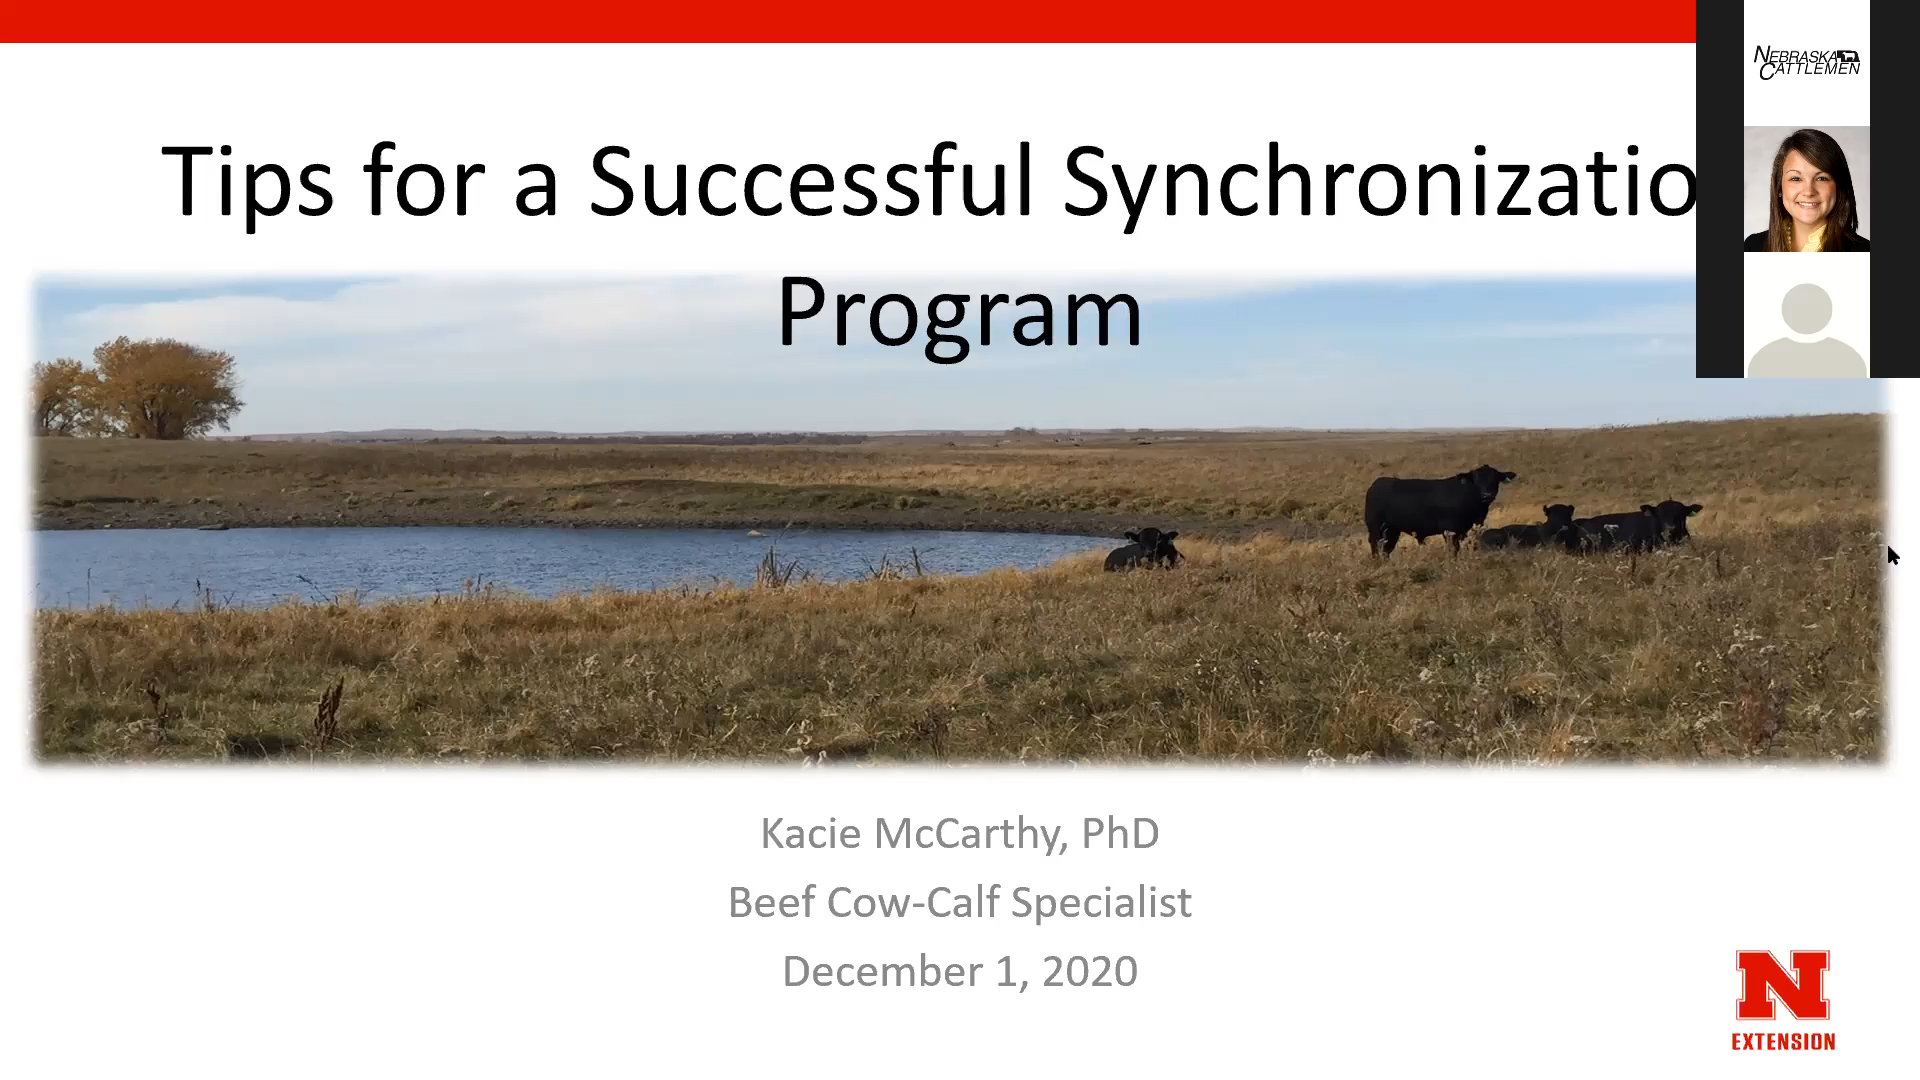 Tips for a Successful Synchronizatio
Program
NEBRASKA
CATTLEMEN
Kacie McCarthy, PhD
Beef Cow-Calf Specialist
December 1, 2020
N
EXTENSION